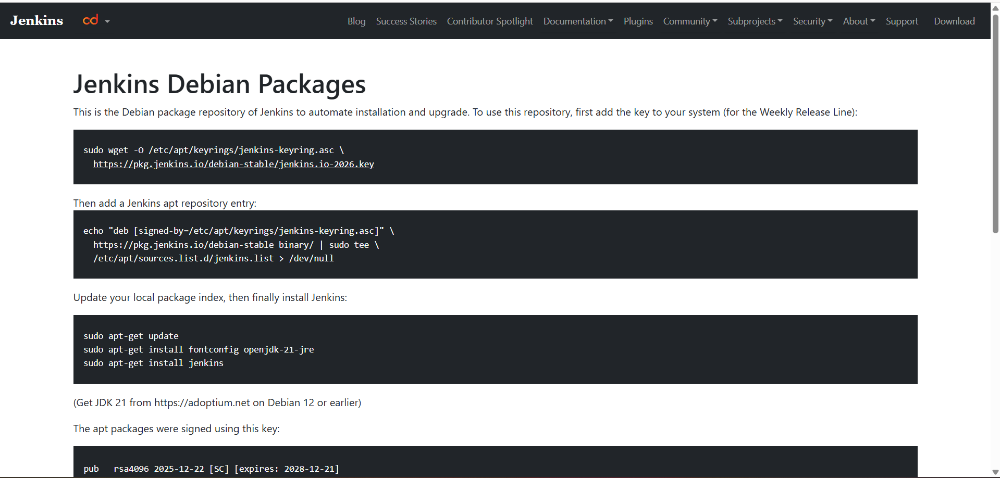 Jenkins
cd
Blog Success Stories Contributor Spotlight Documentation Plugins Community Subprojects Security About Support Download
Jenkins Debian Packages
This is the Debian package repository of Jenkins to automate installation and upgrade. To use this repository, first add the key to your system (for the Weekly Release Line):
sudo wget -O /etc/apt/keyrings/jenkins-keyring.asc \
  https://pkg.jenkins.io/debian-stable/jenkins.io-2026.key
Then add a Jenkins apt repository entry:
echo "deb [signed-by=/etc/apt/keyrings/jenkins-keyring.asc]" \
  https://pkg.jenkins.io/debian-stable binary/ | sudo tee \
  /etc/apt/sources.list.d/jenkins.list > /dev/null
Update your local package index, then finally install Jenkins:
sudo apt-get update
sudo apt-get install fontconfig openjdk-21-jre
sudo apt-get install jenkins
(Get JDK 21 from https://adoptium.net on Debian 12 or earlier)
The apt packages were signed using this key:
pub   rsa4096 2025-12-22 [SC] [expires: 2028-12-21]